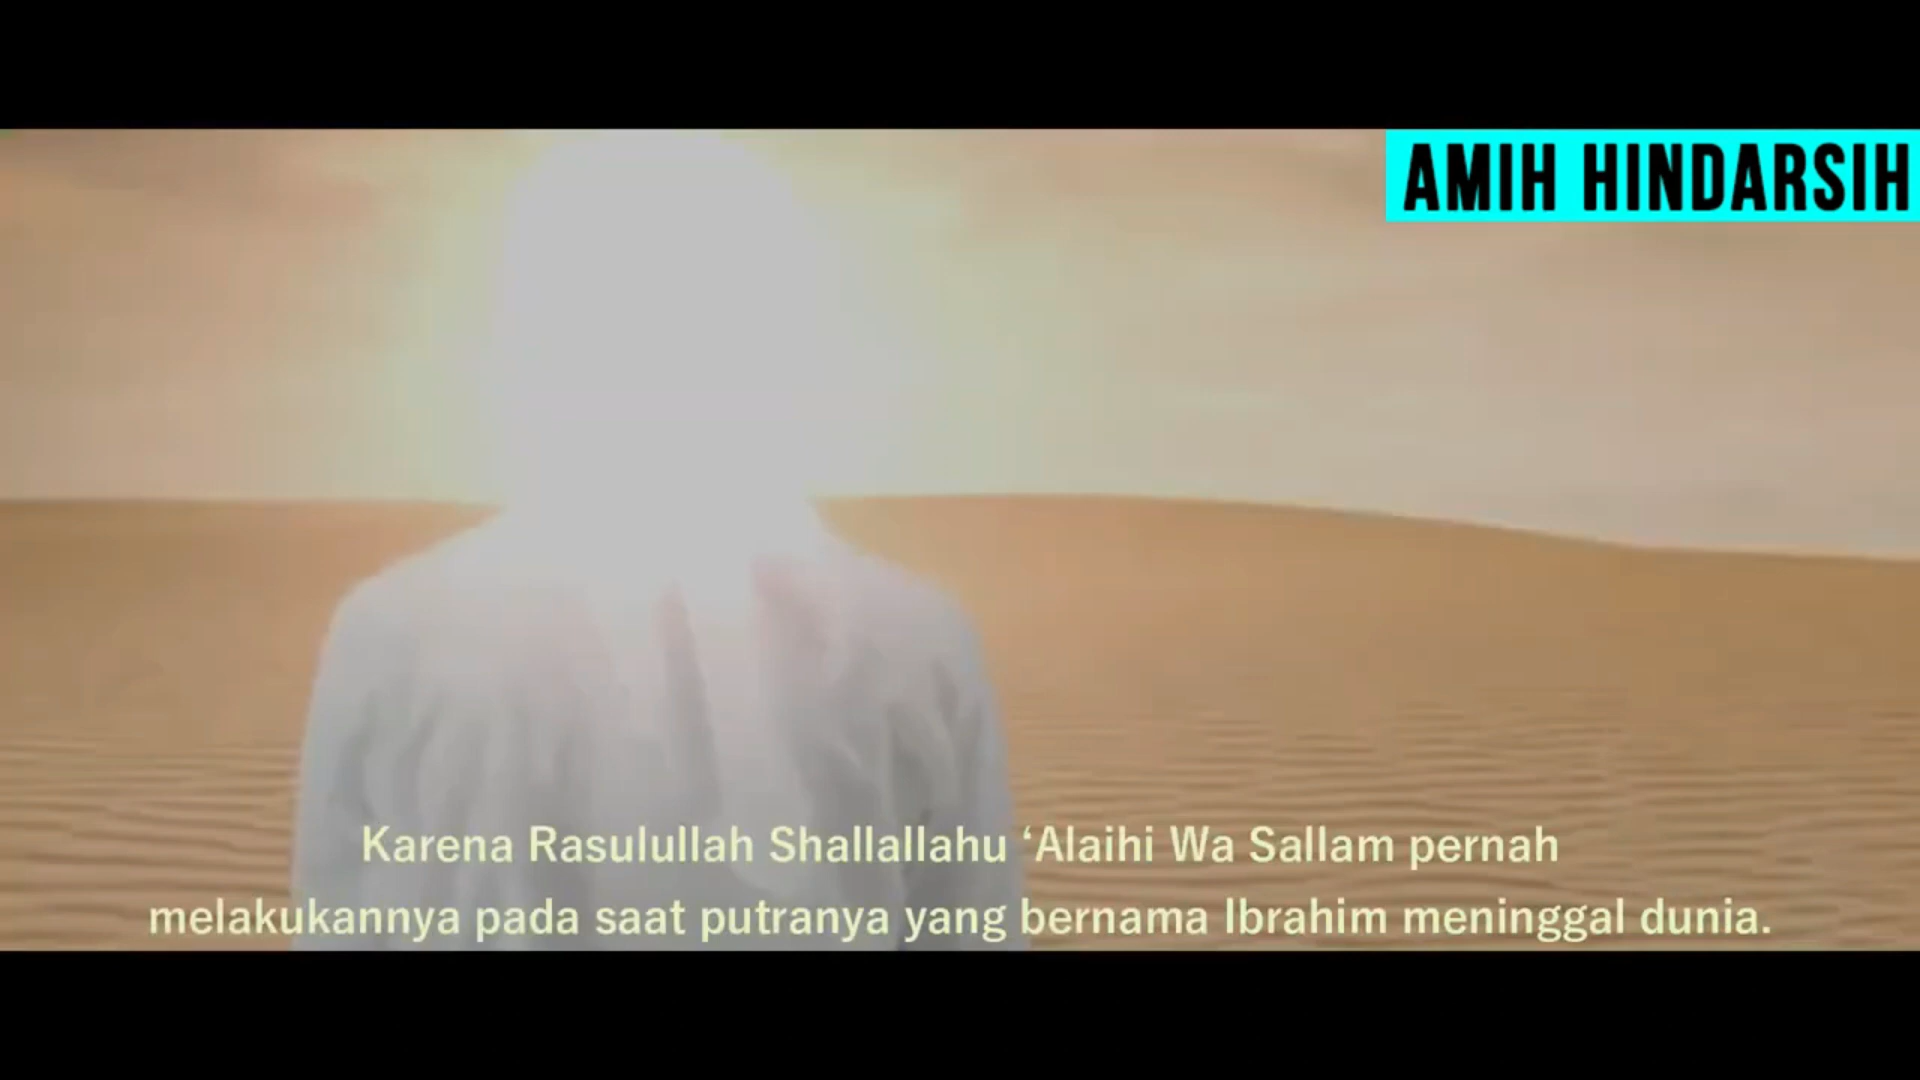 AMIH HINDARSIH
Karena Rasulullah Shallallahu ‘Alaihi Wa Sallam pernah
melakukannya pada saat putranya yang bernama Ibrahim meninggal dunia.